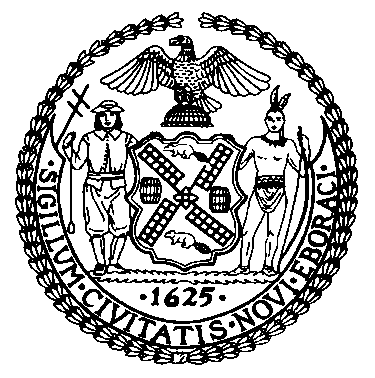 · SIGILLUM · CIVITATIS · NOVI · EBORACI ·
· 1625 ·